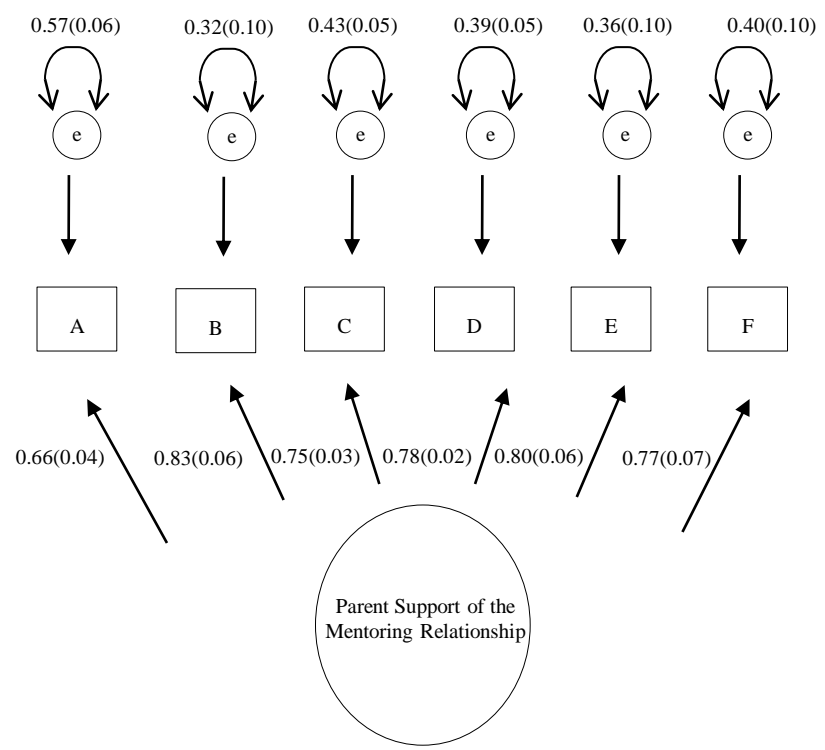 0.57(0.06) 0.32(0.10) 0.43(0.05) 0.39(0.05) 0.36(0.10) 0.40(0.10)
e e e e e e
A B C D E F
0.66(0.04) 0.83(0.06) 0.75(0.03) 0.78(0.02) 0.80(0.06) 0.77(0.07)
Parent Support of the
Mentoring Relationship